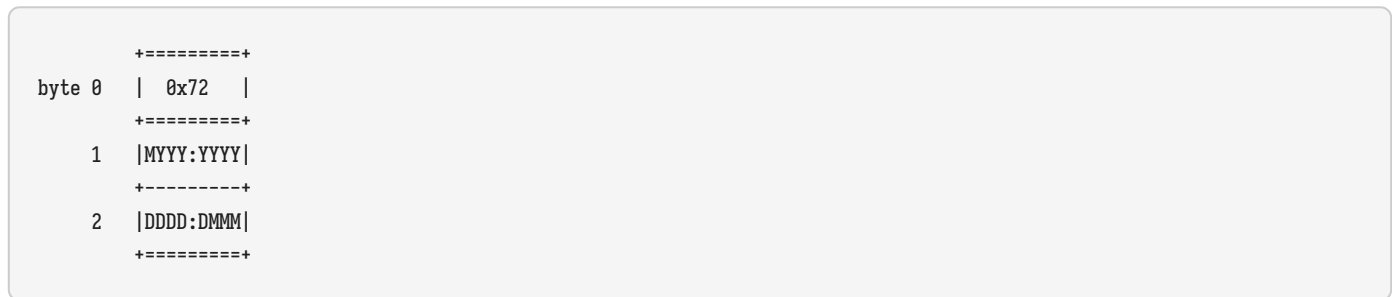 +=========+
byte 0   |  0x72   |
         +=========+
     1   |MYYY:YYYY|
         +---------+
     2   |DDDD:DMMM|
         +=========+